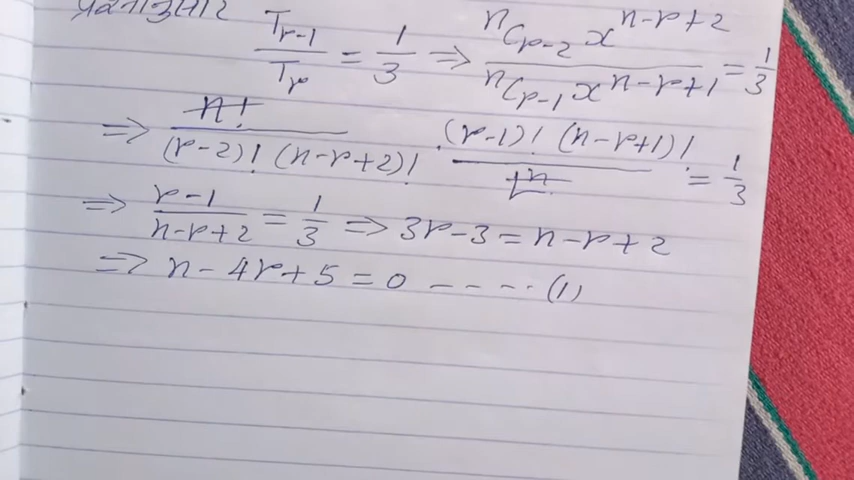 T_{r-1} / T_r = 1/3 ⇒ ^nC_{r-2} x^{n-r+2} / ^nC_{r-1} x^{n-r+1} = 1/3
⇒ n! / (r-2)! (n-r+2)! · (r-1)! (n-r+1)! / n! = 1/3
⇒ r-1 / n-r+2 = 1/3 ⇒ 3r-3 = n-r+2
⇒ n - 4r + 5 = 0 ---- (1)